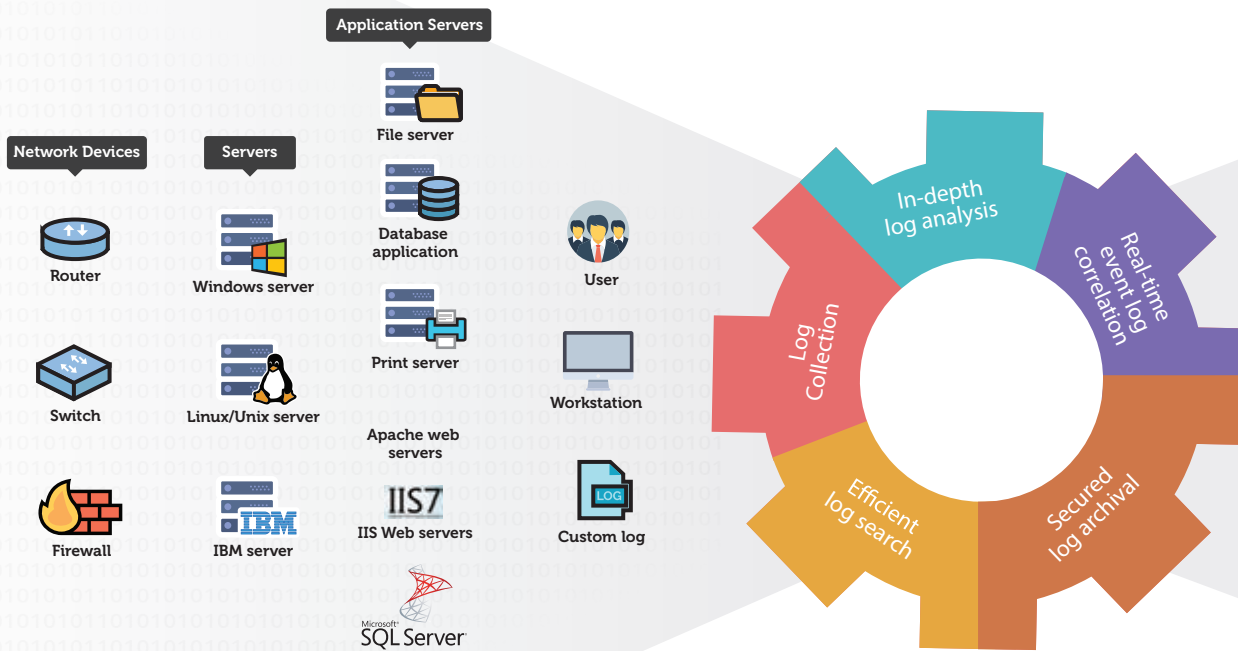 Application Servers
File server
Network Devices
Servers
Database
application
Router
Windows server
User
Print server
Switch
Linux/Unix server
Workstation
Apache web
servers
LOG
IIS7
IBM
Firewall
IBM server
IIS Web servers
Custom log
Microsoft
SQL Server
In-depth
log analysis
Real-time
event log
correlation
Log
Collection
Efficient
log search
Secured
log archival